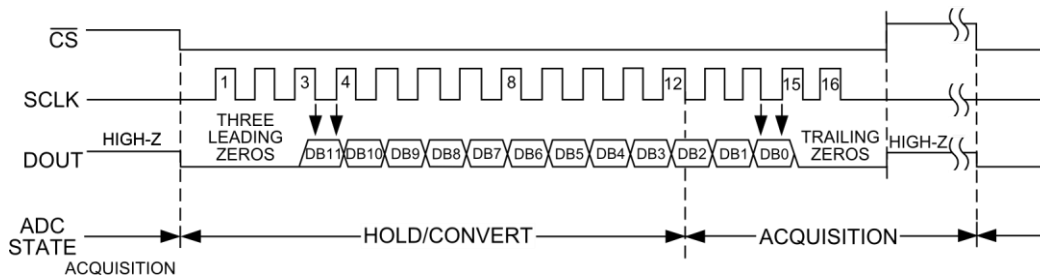 CS
1 3 4 8 12 15 16
SCLK
THREE LEADING ZEROS
TRAILING ZEROS
HIGH-Z
HIGH-Z
DOUT
DB11 DB10 DB9 DB8 DB7 DB6 DB5 DB4 DB3 DB2 DB1 DB0
ADC STATE
HOLD/CONVERT
ACQUISITION
ACQUISITION